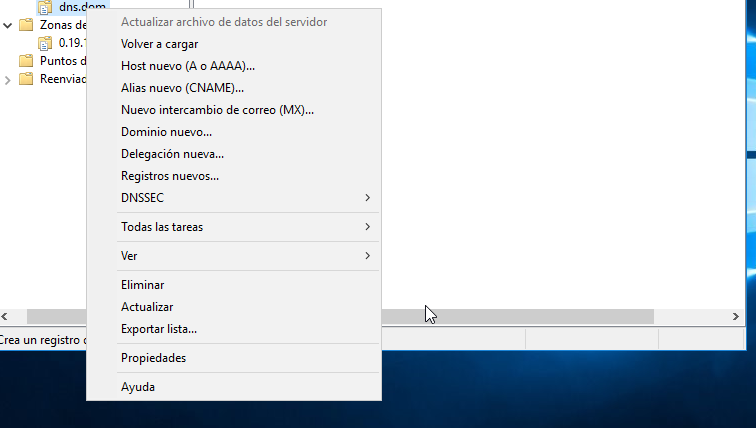 dns.dom
Actualizar archivo de datos del servidor
Zonas de
Volver a cargar
0.19.1
Host nuevo (A o AAAA)...
Puntos d
Reenviad
Alias nuevo (CNAME)...
Nuevo intercambio de correo (MX)...
Dominio nuevo...
Delegación nueva...
Registros nuevos...
DNSSEC
Todas las tareas
Ver
Eliminar
Actualizar
Exportar lista...
Crea un registro
Propiedades
Ayuda